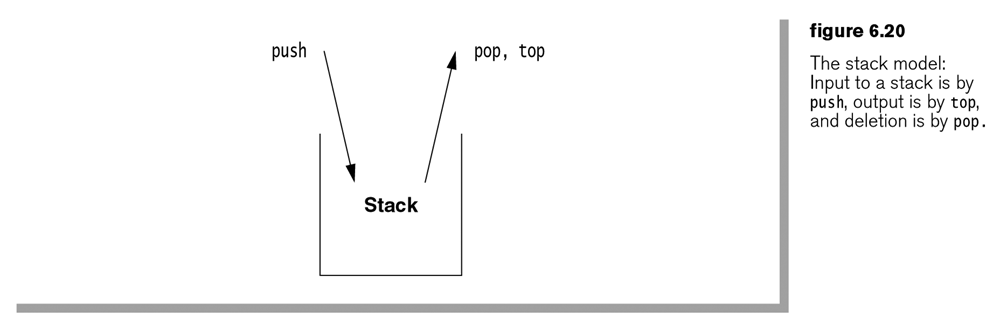 push
pop, top
Stack
figure 6.20
The stack model:
Input to a stack is by
push, output is by top,
and deletion is by pop.